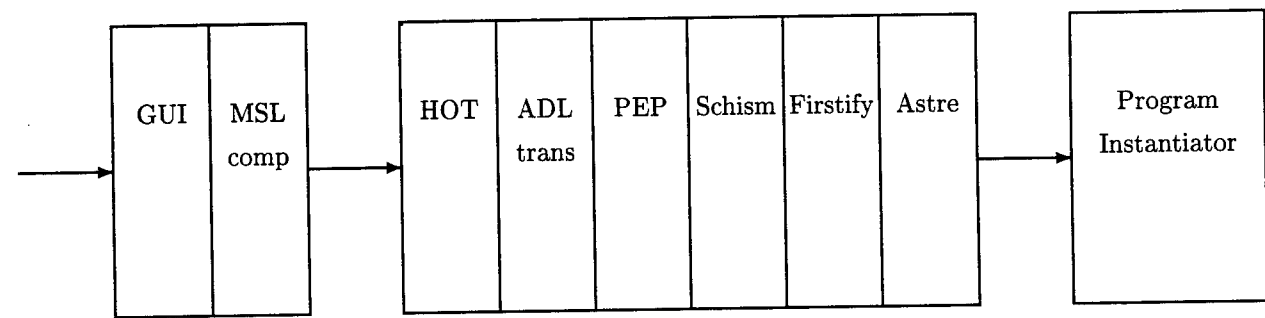 GUI
MSL
comp
HOT
ADL
trans
PEP
Schism
Firstify
Astre
Program
Instantiator